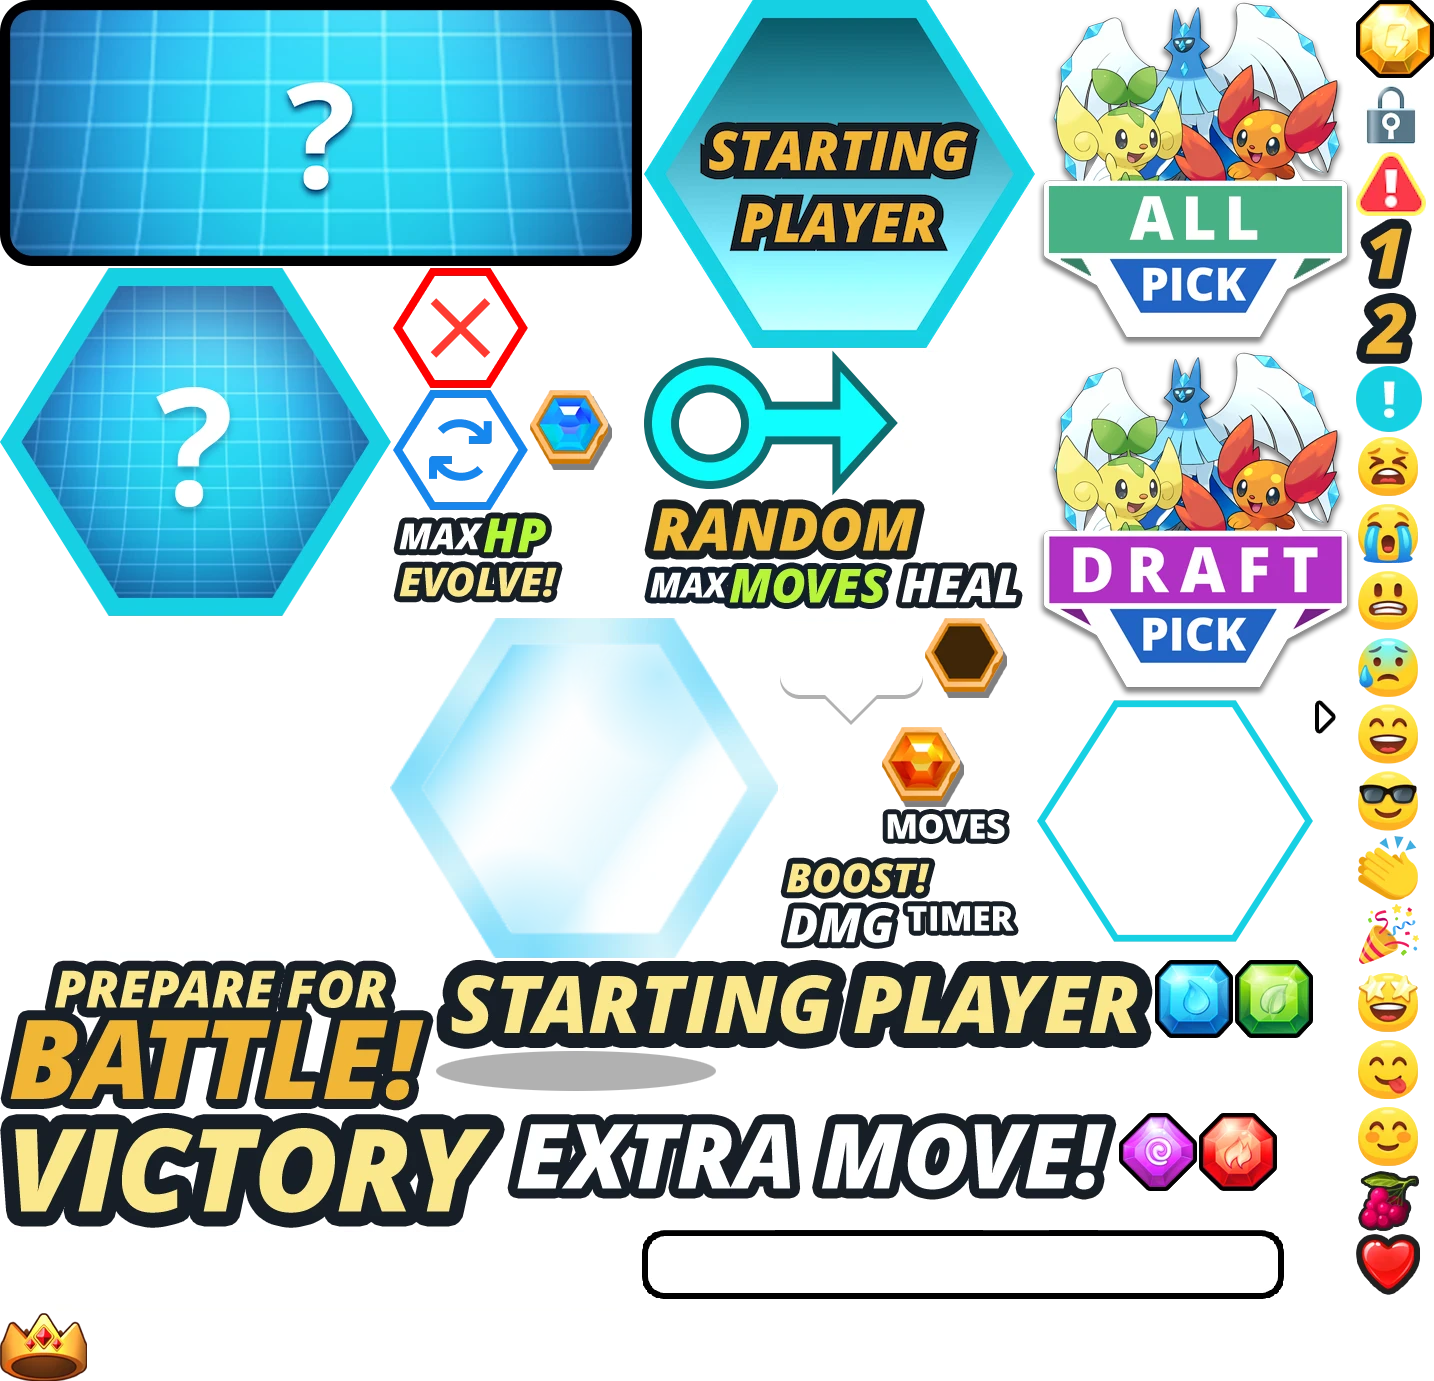 ?
STARTING
PLAYER
ALL
PICK
1
2
?
!
MAX HP
EVOLVE!
RANDOM
MAX MOVES HEAL
DRAFT
PICK
MOVES
BOOST!
DMG TIMER
PREPARE FOR
BATTLE!
STARTING PLAYER
VICTORY
EXTRA MOVE!